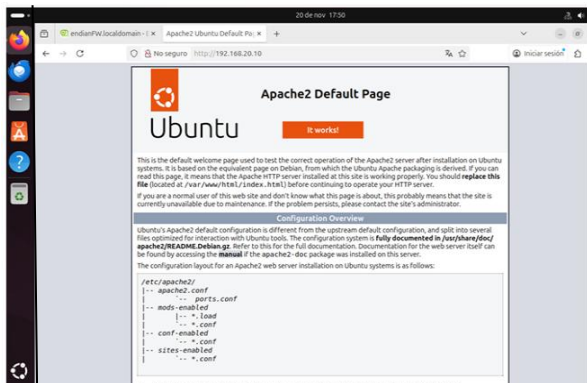 20 de nov 17:50
endianFW.localdomain - (
Apache2 Ubuntu Default Pa
No seguro http://192.168.20.10
Iniciar sesión
Apache2 Default Page
Ubuntu
It works!
This is the default welcome page used to test the correct operation of the Apache2 server after installation on Ubuntu
systems. It is based on the equivalent page on Debian, from which the Ubuntu Apache packaging is derived. If you can
read this page, it means that the Apache HTTP server installed at this site is working properly. You should replace this
file (located at /var/www/html/index.html) before continuing to operate your HTTP server.
If you are a normal user of this web site and don't know what this page is about, this probably means that the site is
currently unavailable due to maintenance. If the problem persists, please contact the site's administrator.
Configuration Overview
Ubuntu's Apache2 default configuration is different from the upstream default configuration, and split into several
files optimized for interaction with Ubuntu tools. The configuration system is fully documented in /usr/share/doc/
apache2/README.Debian.gz. Refer to this for the full documentation. Documentation for the web server itself can
be found by accessing the manual if the apache2-doc package was installed on this server.
The configuration layout for an Apache2 web server installation on Ubuntu systems is as follows:
/etc/apache2/
|-- apache2.conf
|       `--  ports.conf
|-- mods-enabled
|       |-- *.load
|       `-- *.conf
|-- conf-enabled
|       `-- *.conf
|-- sites-enabled
|       `-- *.conf